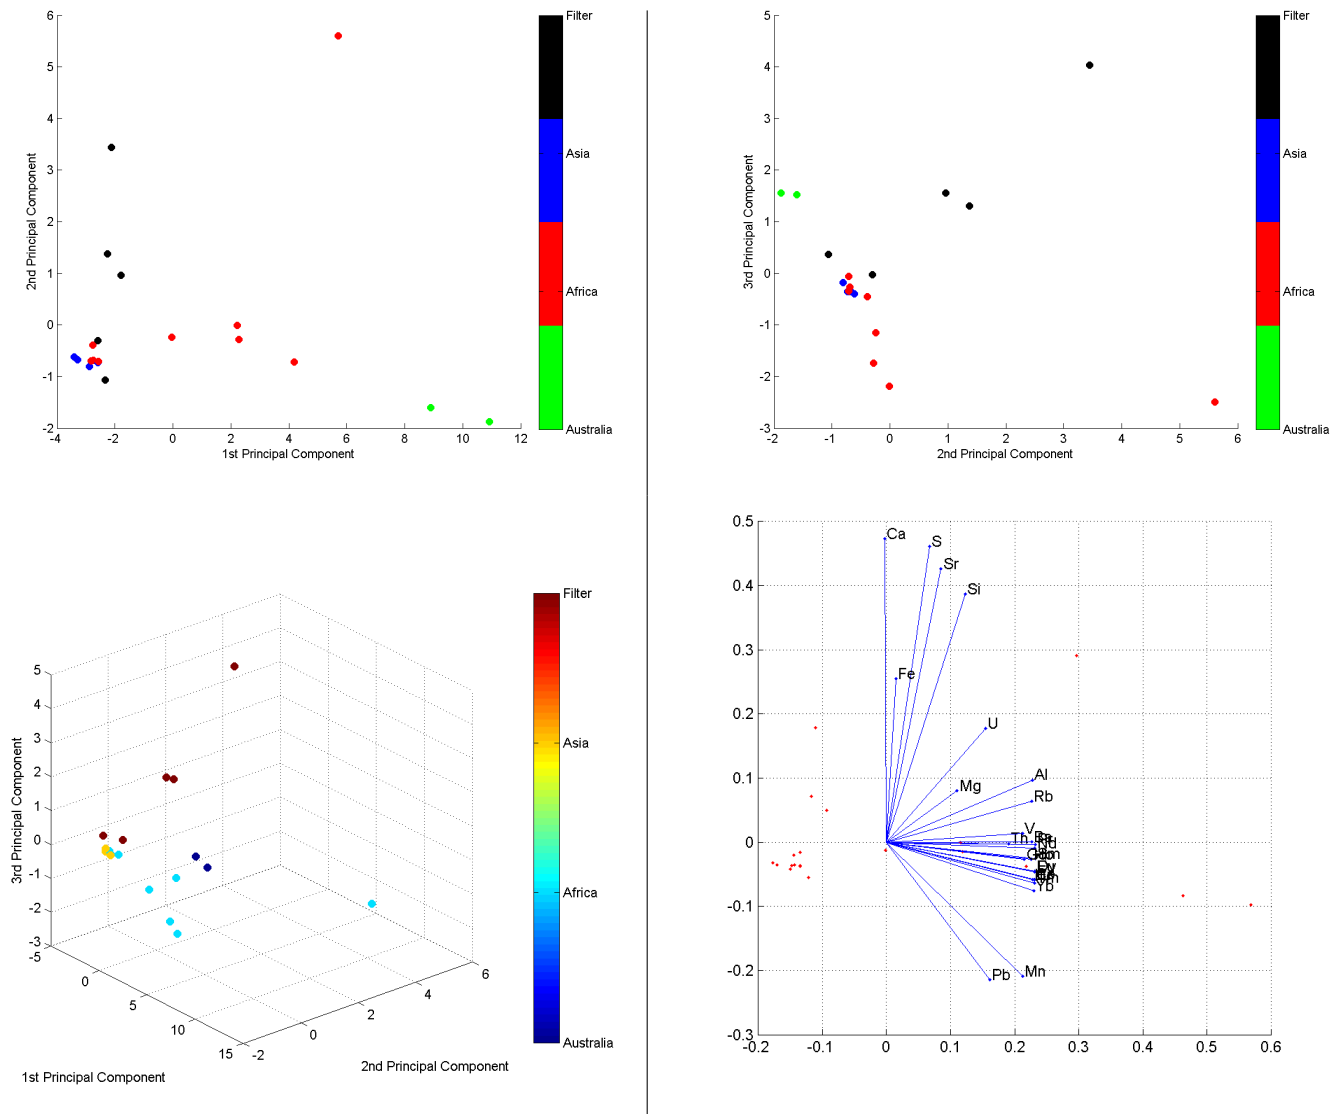 6
5
4
3
2
1
0
-1
-2
-4
-2
0
2
4
6
8
10
12
2nd Principal Component
1st Principal Component
Filter
Asia
Africa
Australia
5
4
3
2
1
0
-1
-2
-3
-2
-1
0
1
2
3
4
5
6
3rd Principal Component
2nd Principal Component
Filter
Asia
Africa
Australia
5
4
3
2
1
0
-1
-2
-3
-5
0
5
10
15
-2
0
2
4
6
3rd Principal Component
1st Principal Component
2nd Principal Component
Filter
Asia
Africa
Australia
0.5
0.4
0.3
0.2
0.1
0
-0.1
-0.2
-0.3
-0.2
-0.1
0
0.1
0.2
0.3
0.4
0.5
0.6
Ca
S
Sr
Si
Fe
U
Mg
Al
Rb
V
Th
Yb
Pb
Mn